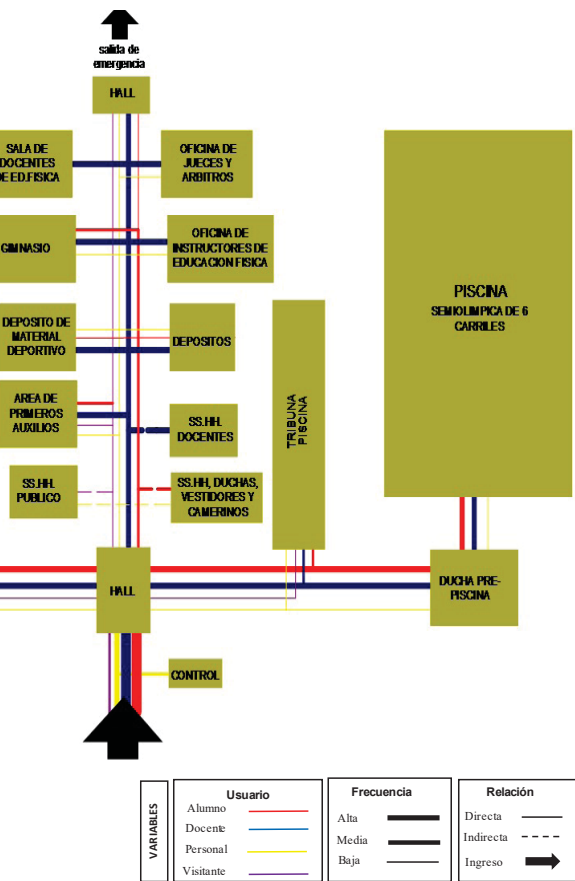 salida de
emergencia
HALL
SALA DE
DOCENTES
DE ED.FISICA
OFICINA DE
JUECES Y
ARBITROS
GIMNASIO
OFICINA DE
INSTRUCTORES DE
EDUCACION FISICA
PISCINA
SEMIOLIMPICA DE 6
CARRILES
DEPOSITO DE
MATERIAL
DEPORTIVO
DEPOSITOS
AREA DE
PRIMEROS
AUXILIOS
SS.HH.
DOCENTES
TRIBUNA
PISCINA
SS.HH.
PUBLICO
SS.HH, DUCHAS,
VESTIDORES Y
CAMERINOS
HALL
DUCHA PRE-
PISCINA
CONTROL
VARIABLES
Usuario
Alumno
Docente
Personal
Visitante
Frecuencia
Alta
Media
Baja
Relación
Directa
Indirecta
Ingreso